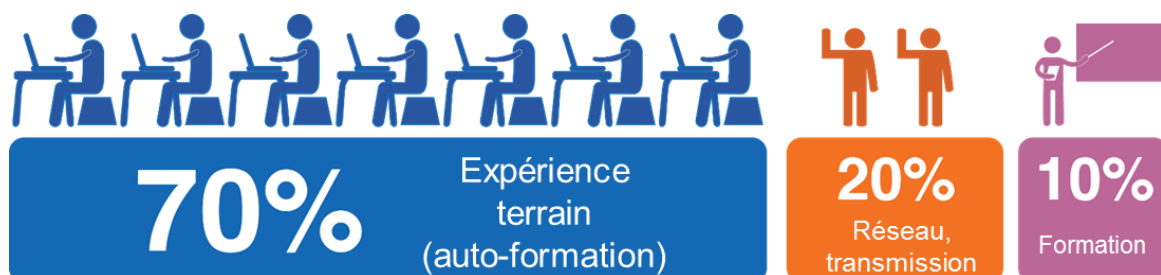 70%
Expérience
terrain
(auto-formation)
20%
Réseau,
transmission
10%
Formation